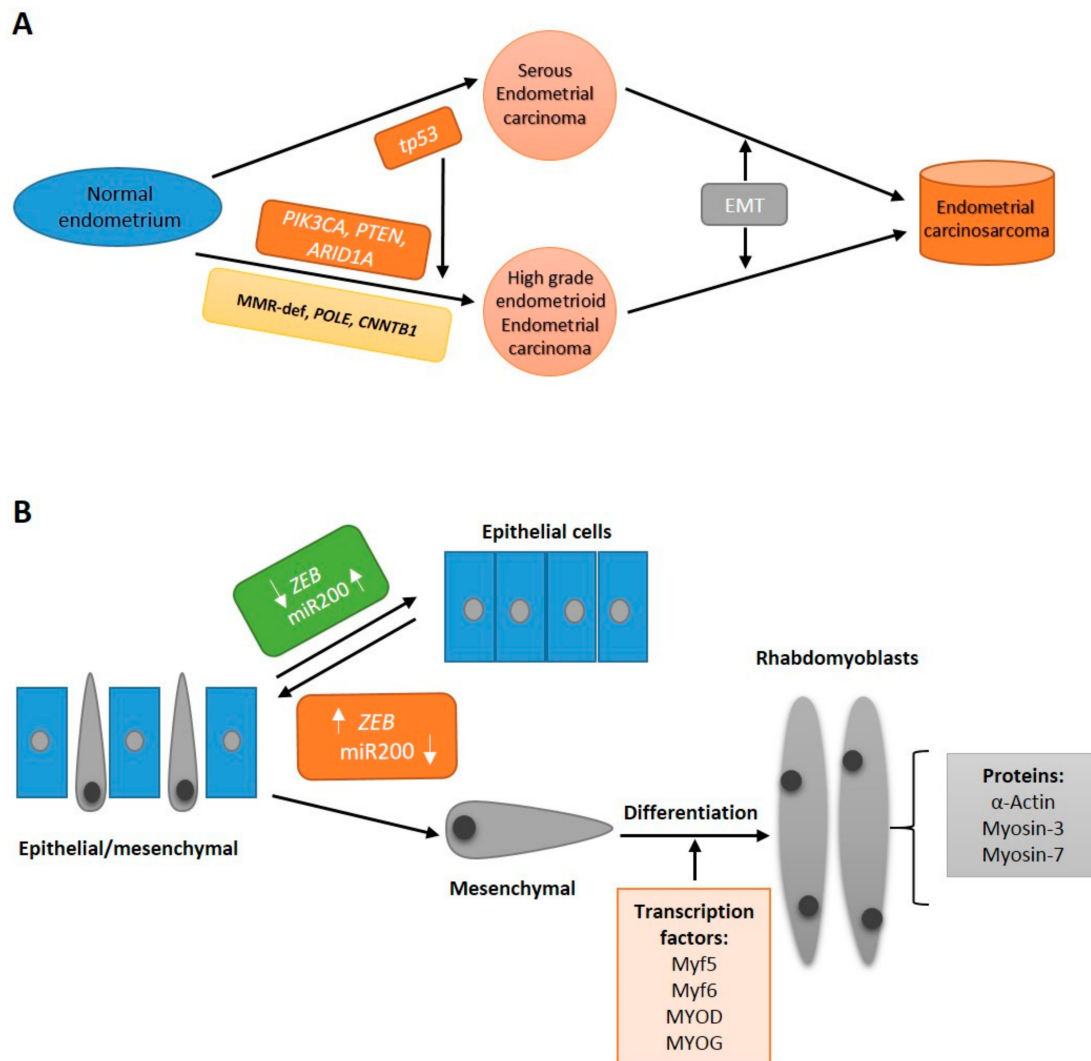 A
Serous
Endometrial
carcinoma
tp53
Normal
endometrium
PIK3CA, PTEN,
ARID1A
MMR-def, POLE, CNNTB1
High grade
endometrioid
Endometrial
carcinoma
EMT
Endometrial
carcinosarcoma
B
Epithelial cells
↓ ZEB
miR200 ↑
↑ ZEB
miR200 ↓
Epithelial/mesenchymal
Mesenchymal
Differentiation
Transcription
factors:
Myf5
Myf6
MYOD
MYOG
Rhabdomyoblasts
Proteins:
α-Actin
Myosin-3
Myosin-7